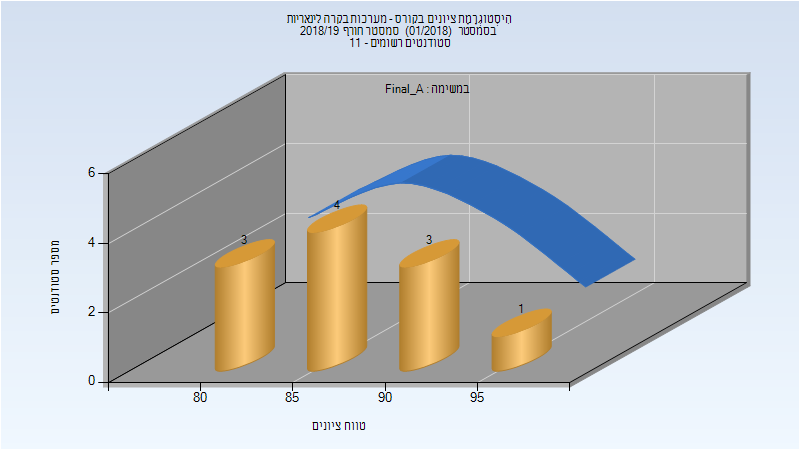 היסטוגרמת ציונים בקורס - מערכות בקרה לינאריות
בסמסטר (01/2018) סמסטר חורף 2018/19
סטודנטים רשומים - 11
במשימה : Final_A
מספר סטודנטים
6
4
2
0
3
4
3
1
80
85
90
95
טווח ציונים